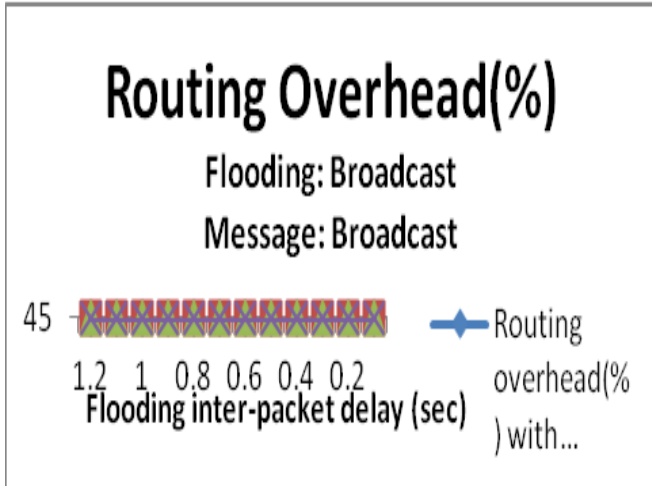 Routing Overhead(%)
Flooding: Broadcast
Message: Broadcast
45
1.2 1 0.8 0.6 0.4 0.2
Flooding inter-packet delay (sec)
Routing
overhead(%
) with...